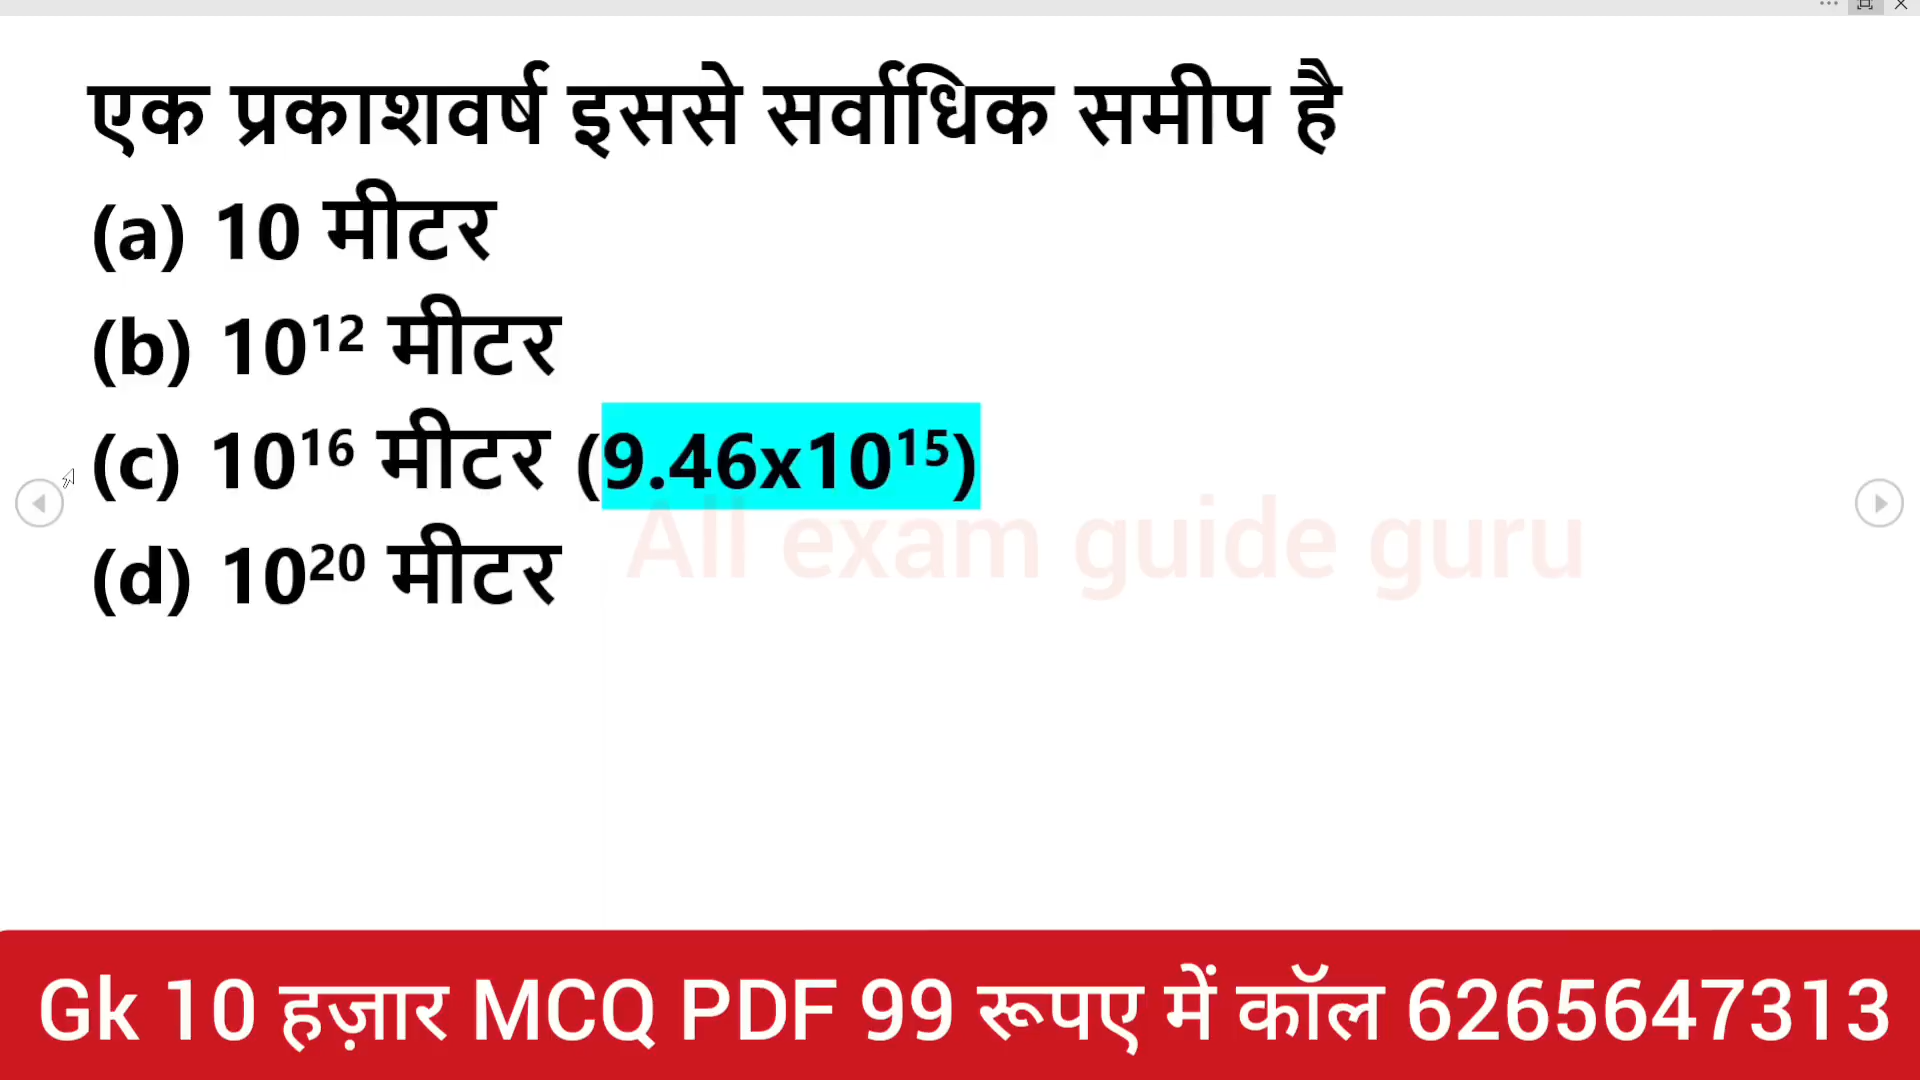 एक प्रकाशवर्ष इससे सर्वाधिक समीप है
(a) 10 मीटर
(b) 10¹² मीटर
(c) 10¹⁶ मीटर (9.46x10¹⁵)
(d) 10²⁰ मीटर
All exam guide guru
Gk 10 हज़ार MCQ PDF 99 रूपए में कॉल 6265647313